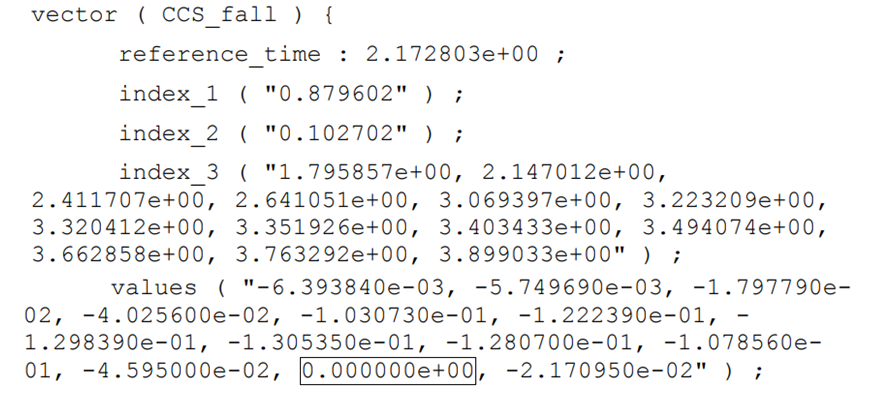 vector ( CCS_fall ) {
reference_time : 2.172803e+00 ;
index_1 ( "0.879602" ) ;
index_2 ( "0.102702" ) ;
index_3 ( "1.795857e+00, 2.147012e+00,
2.411707e+00, 2.641051e+00, 3.069397e+00, 3.223209e+00,
3.320412e+00, 3.351926e+00, 3.403433e+00, 3.494074e+00,
3.662858e+00, 3.763292e+00, 3.899033e+00" ) ;
values ( "-6.393840e-03, -5.749690e-03, -1.797790e-
02, -4.025600e-02, -1.030730e-01, -1.222390e-01, -
1.298390e-01, -1.305350e-01, -1.280700e-01, -1.078560e-
01, -4.595000e-02, 0.000000e+00, -2.170950e-02" ) ;